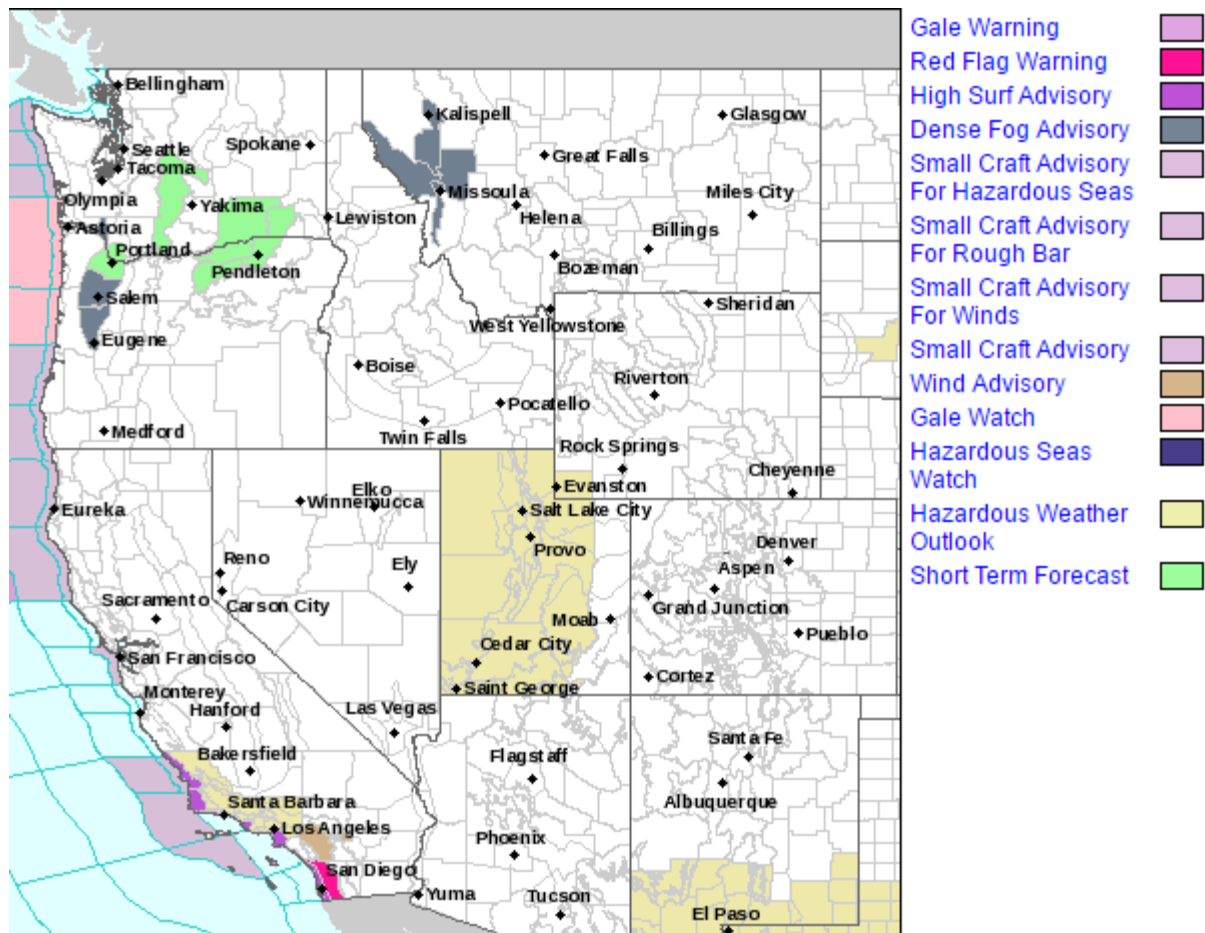 Bellingham
Kalispell
Glasgow
Seattle
Spokane
Great Falls
Tacoma
Missoula
Miles City
Olympia
Yakima
Helena
Lewiston
Astoria
Billings
Portland
Pendleton
Bozeman
Salem
Sheridan
West Yellowstone
Eugene
Boise
Riverton
Pocatello
Medford
Twin Falls
Rock Springs
Cheyenne
Elko
Evanston
Winnemucca
Eureka
Salt Lake City
Provo
Denver
Reno
Ely
Aspen
Sacramento
Carson City
Grand Junction
Moab
Pueblo
San Francisco
Cedar City
Cortez
Saint George
Monterey
Hanford
Las Vegas
Santa Fe
Bakersfield
Flagstaff
Albuquerque
Santa Barbara
Los Angeles
Phoenix
San Diego
Yuma
Tucson
El Paso
Gale Warning
Red Flag Warning
High Surf Advisory
Dense Fog Advisory
Small Craft Advisory
For Hazardous Seas
Small Craft Advisory
For Rough Bar
Small Craft Advisory
For Winds
Small Craft Advisory
Wind Advisory
Gale Watch
Hazardous Seas
Watch
Hazardous Weather
Outlook
Short Term Forecast